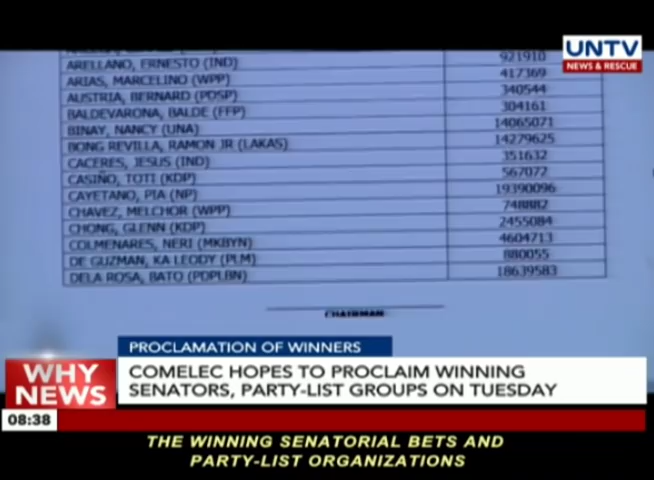 UNTV
NEWS & RESCUE
ARELLANO, ERNESTO (IND) 921910
ARIAS, MARCELINO (WPP) 417369
AUSTRIA, BERNARD (PDSP) 340544
BALDEVARONA, BALDE (FFP) 304161
BINAY, NANCY (UNA) 14065071
BONG REVILLA, RAMON JR (LAKAS) 14279625
CACERES, JESUS (IND) 351632
CASIÑO, TOTI (KDP) 567072
CAYETANO, PIA (NP) 19390096
CHAVEZ, MELCHOR (WPP) 748882
CHONG, GLENN (KDP) 2455084
COLMENARES, NERI (MKBYN) 4604713
DE GUZMAN, KA LEODY (PLM) 880055
DELA ROSA, BATO (PDPLBN) 18639583
CHAIRMAN
PROCLAMATION OF WINNERS
WHY
NEWS
COMELEC HOPES TO PROCLAIM WINNING
SENATORS, PARTY-LIST GROUPS ON TUESDAY
08:38
THE WINNING SENATORIAL BETS AND
PARTY-LIST ORGANIZATIONS